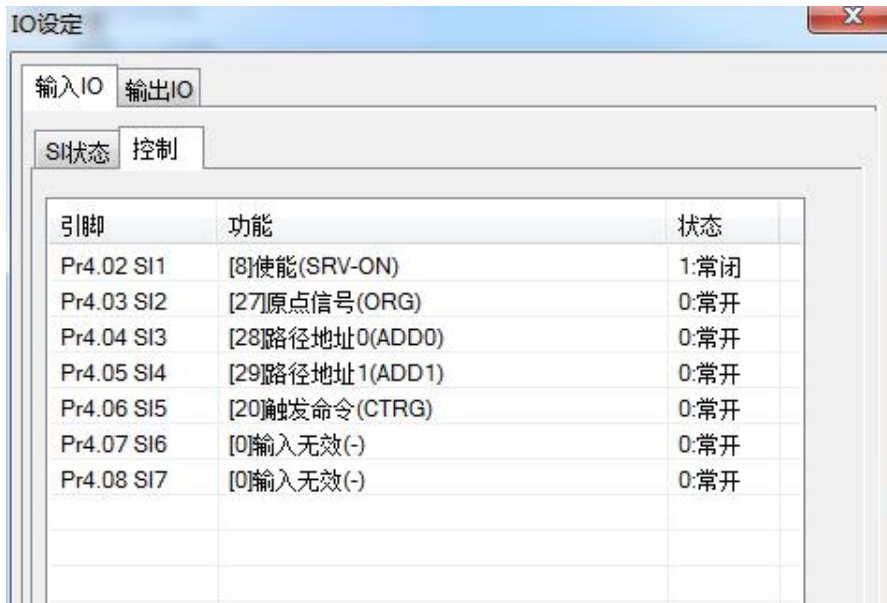 IO设定
输入IO 输出IO
SI状态 控制
引脚 功能 状态
Pr4.02 SI1 [8]使能(SRV-ON) 1:常闭
Pr4.03 SI2 [27]原点信号(ORG) 0:常开
Pr4.04 SI3 [28]路径地址0(ADD0) 0:常开
Pr4.05 SI4 [29]路径地址1(ADD1) 0:常开
Pr4.06 SI5 [20]触发命令(CTRG) 0:常开
Pr4.07 SI6 [0]输入无效(-) 0:常开
Pr4.08 SI7 [0]输入无效(-) 0:常开